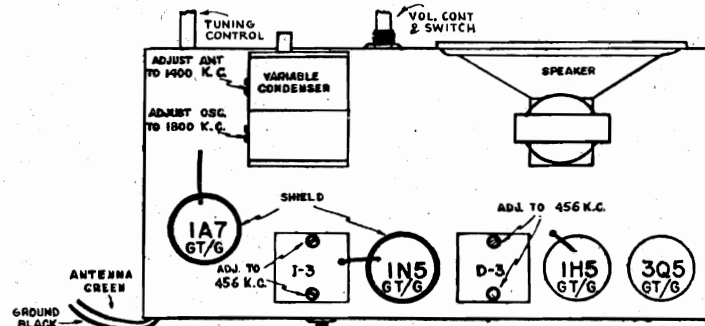 TUNING
CONTROL
VOL. CONT
& SWITCH
ADJUST ANT
TO 1400 K.C.
VARIABLE
CONDENSER
SPEAKER
ADJUST OSC.
TO 1800 K.C.
SHIELD
ADJ. TO 456 K.C.
1A7
GT/G
ADJ. TO
456 K.C.
I-3
1N5
GT/G
D-3
1H5
GT/G
3Q5
GT/G
ANTENNA
GREEN
GROUND
BLACK